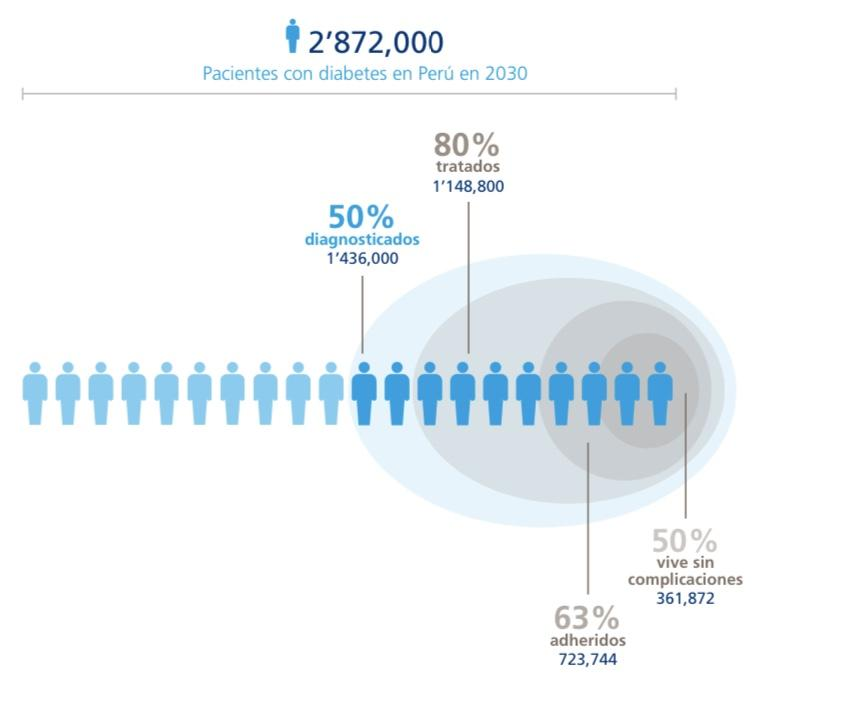 2’872,000
Pacientes con diabetes en Perú en 2030
80%
tratados
1’148,800
50%
diagnosticados
1’436,000
50%
vive sin
complicaciones
361,872
63%
adheridos
723,744